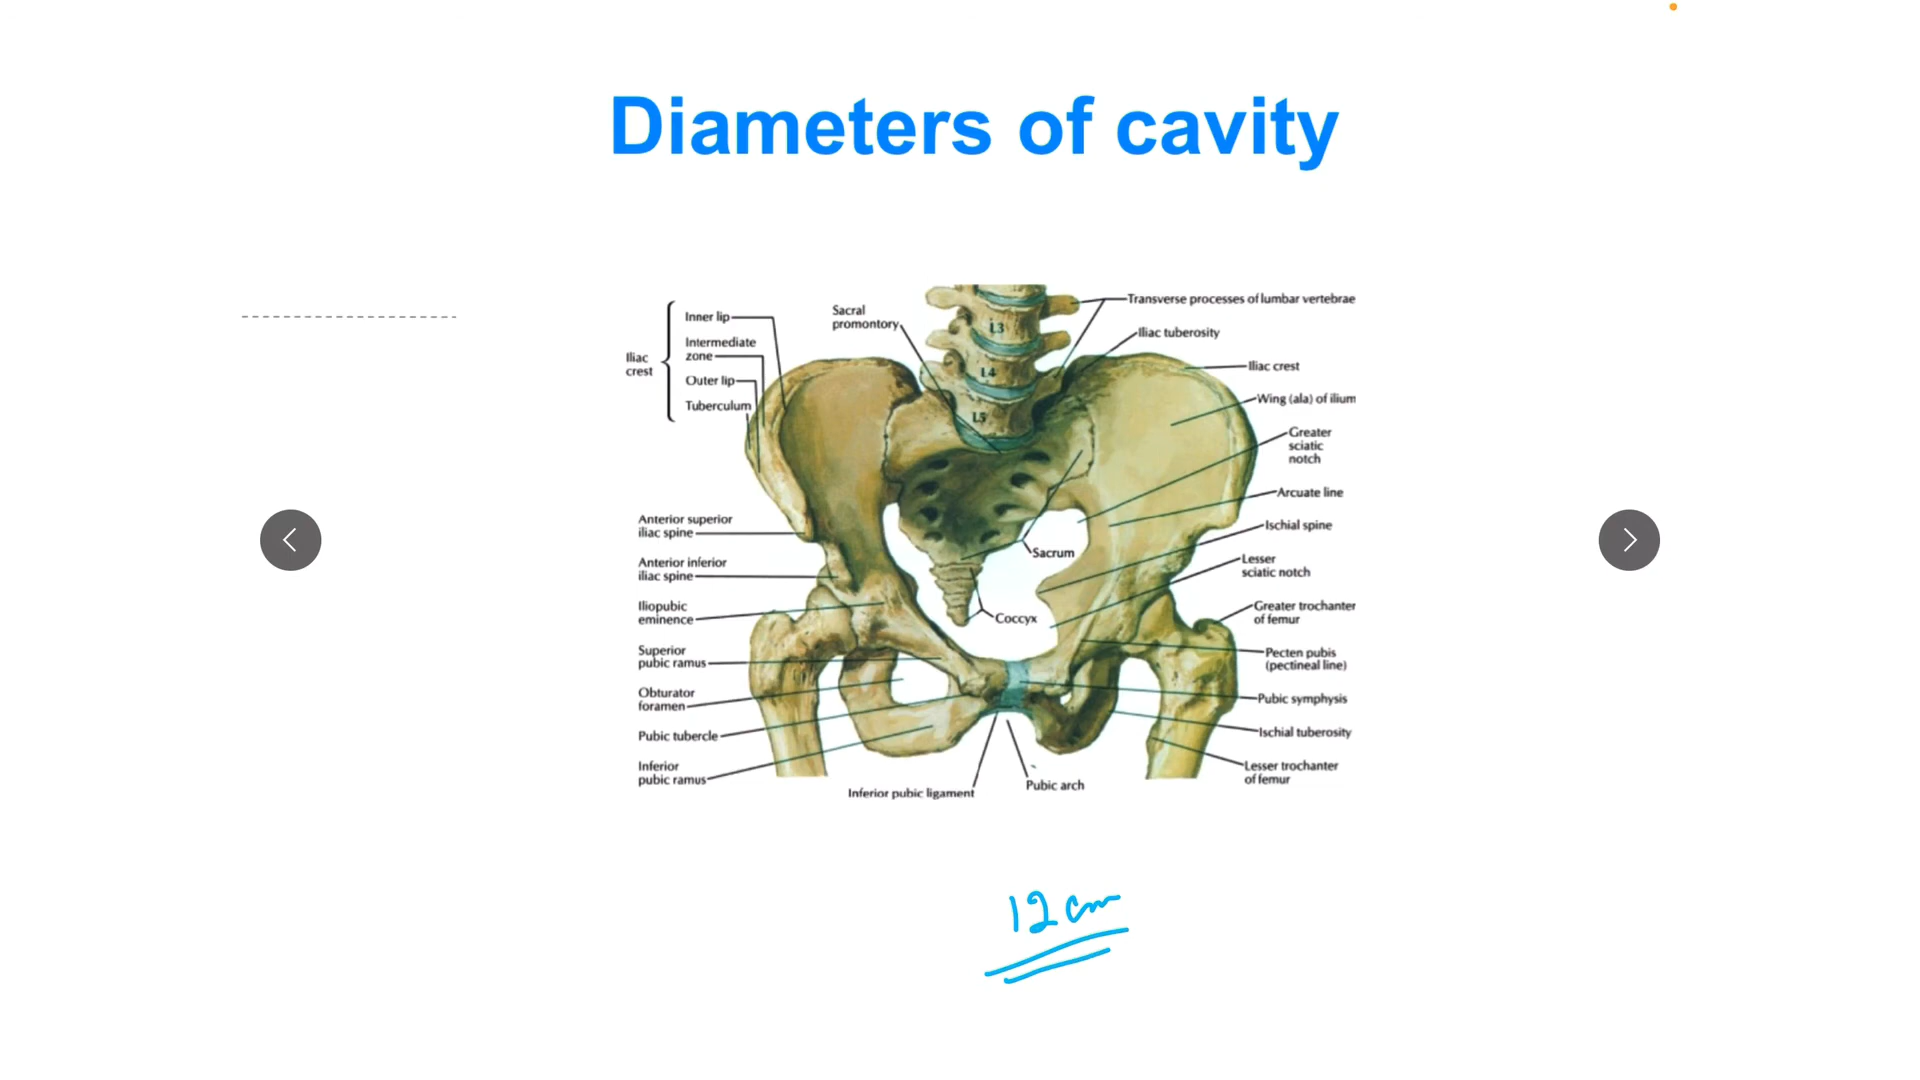 Diameters of cavity
Inner lip
Intermediate
zone
Iliac
crest
Outer lip
Tuberculum
Sacral
promontory
L3
L4
L5
Transverse processes of lumbar vertebrae
Iliac tuberosity
Iliac crest
Wing (ala) of ilium
Greater
sciatic
notch
Arcuate line
Ischial spine
Lesser
sciatic notch
Greater trochanter
of femur
Pecten pubis
(pectineal line)
Pubic symphysis
Ischial tuberosity
Lesser trochanter
of femur
Anterior superior
iliac spine
Anterior inferior
iliac spine
Iliopubic
eminence
Superior
pubic ramus
Obturator
foramen
Pubic tubercle
Inferior
pubic ramus
Sacrum
Coccyx
Inferior pubic ligament
Pubic arch
12 cm